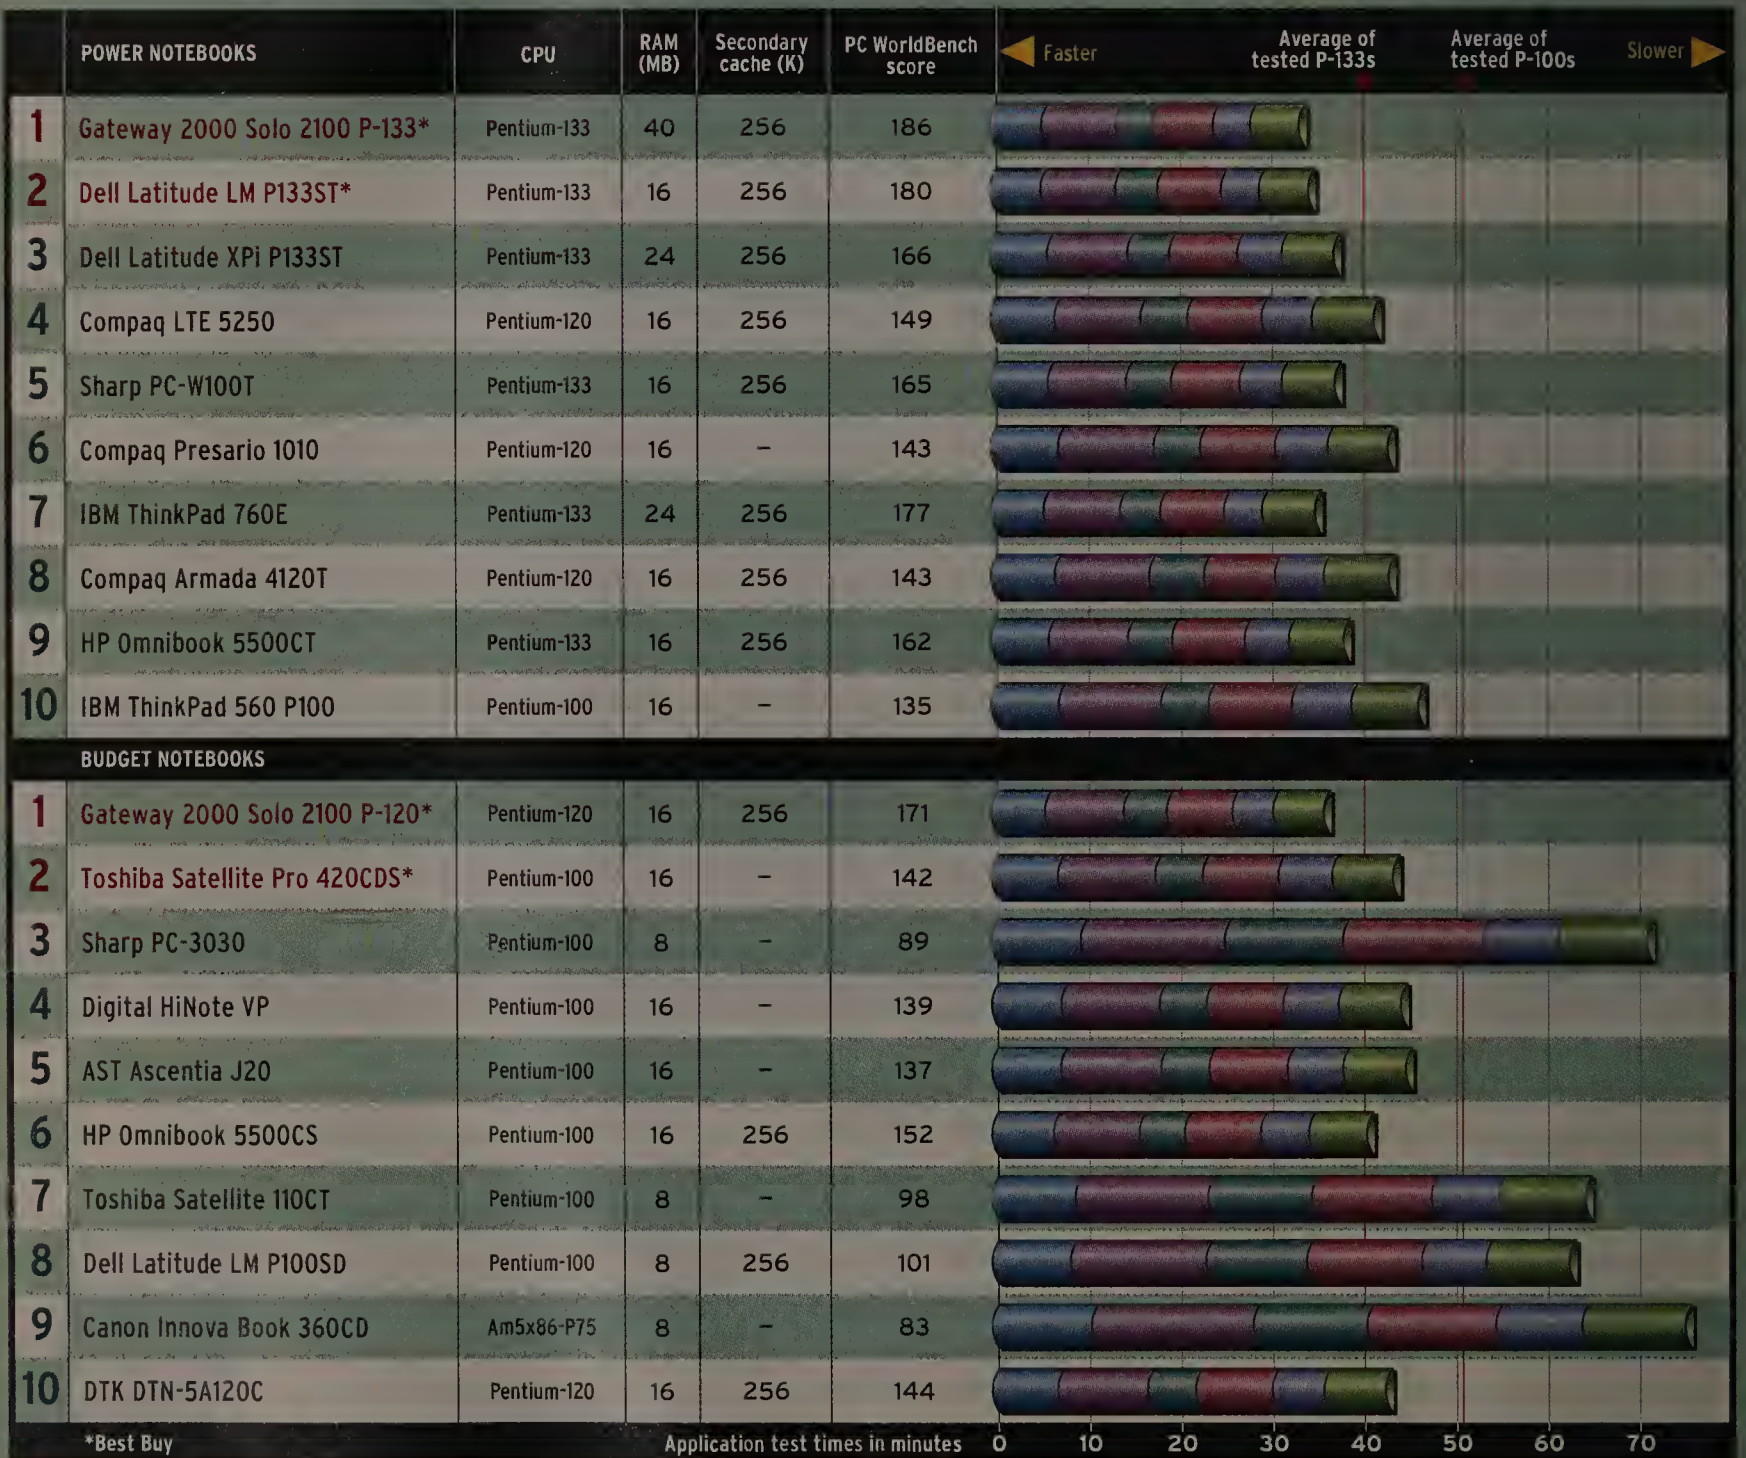 POWER NOTEBOOKS CPU RAM (MB) Secondary cache (K) PC WorldBench score Faster Average of tested P-133s Average of tested P-100s Slower
1 Gateway 2000 Solo 2100 P-133* Pentium-133 40 256 186
2 Dell Latitude LM P133ST* Pentium-133 16 256 180
3 Dell Latitude XPi P133ST Pentium-133 24 256 166
4 Compaq LTE 5250 Pentium-120 16 256 149
5 Sharp PC-W100T Pentium-133 16 256 165
6 Compaq Presario 1010 Pentium-120 16 – 143
7 IBM ThinkPad 760E Pentium-133 24 256 177
8 Compaq Armada 4120T Pentium-120 16 256 143
9 HP Omnibook 5500CT Pentium-133 16 256 162
10 IBM ThinkPad 560 P100 Pentium-100 16 – 135
BUDGET NOTEBOOKS
1 Gateway 2000 Solo 2100 P-120* Pentium-120 16 256 171
2 Toshiba Satellite Pro 420CDS* Pentium-100 16 – 142
3 Sharp PC-3030 Pentium-100 8 – 89
4 Digital HiNote VP Pentium-100 16 – 139
5 AST Ascentia J20 Pentium-100 16 – 137
6 HP Omnibook 5500CS Pentium-100 16 256 152
7 Toshiba Satellite 110CT Pentium-100 8 – 98
8 Dell Latitude LM P100SD Pentium-100 8 256 101
9 Canon Innova Book 360CD Am5x86-P75 8 – 83
10 DTK DTN-5A120C Pentium-120 16 256 144
*Best Buy Application test times in minutes 0 10 20 30 40 50 60 70